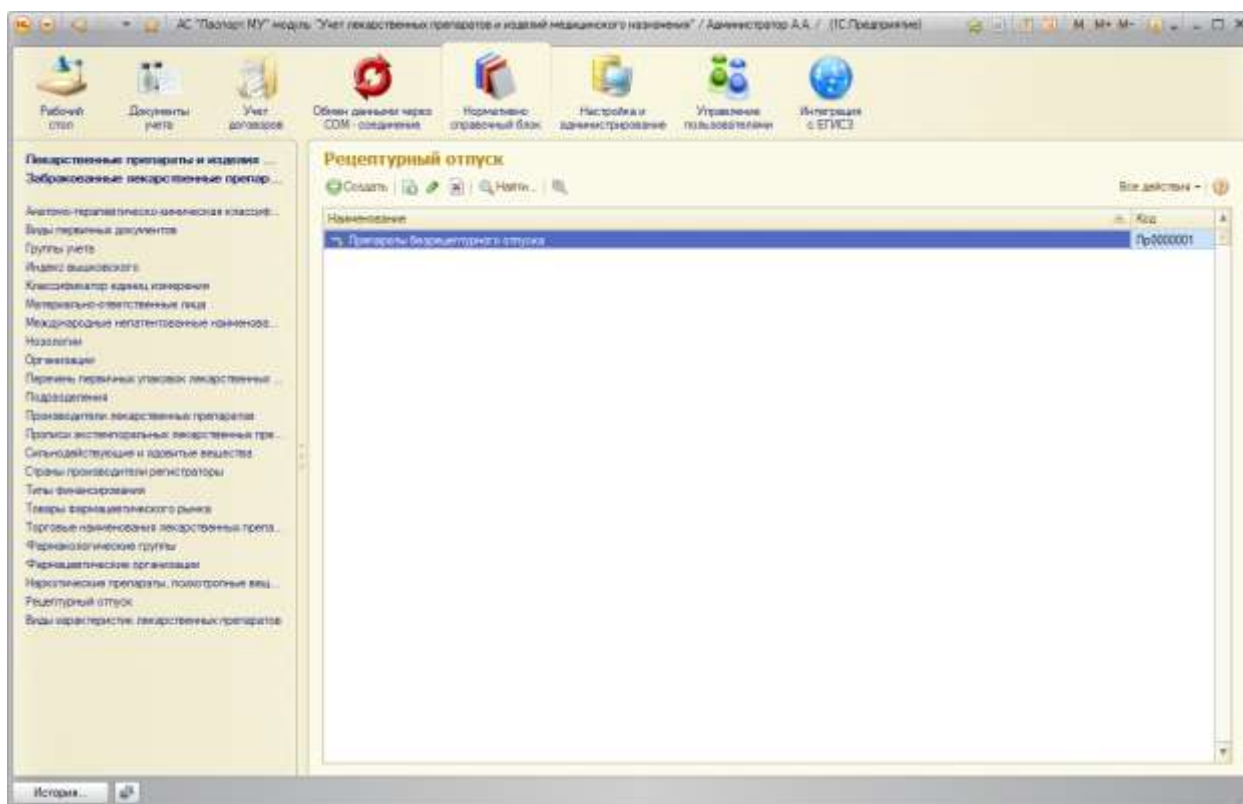 АС "Паспорт МУ" модуль "Учет лекарственных препаратов и изделий медицинского назначения" / Администратор А.А. / (1С:Предприятие)
M M+ M-
Рабочий стол
Документы учета
Учет договоров
Обмен данными через COM - соединение
Нормативно справочный блок
Настройка и администрирование
Управление пользователями
Интеграция с ЕГИСЗ
Лекарственные препараты и изделия ...
Забракованные лекарственные препар...
Анатомо-терапевтическо-химическая классиф...
Виды первичных документов
Группы учета
Индекс вышковского
Классификатор единиц измерения
Материально-ответственные лица
Международные непатентованные наименова...
Нозологии
Организации
Перечень первичных упаковок лекарственных ...
Подразделения
Производители лекарственных препаратов
Прописи экстемпоральных лекарственных пре...
Сильнодействующие и ядовитые вещества
Страны производители регистраторы
Типы финансирования
Товары фармацевтического рынка
Торговые наименования лекарственных препа...
Фармакологические группы
Фармацевтические организации
Наркотические препараты, психотропные вещ...
Рецептурный отпуск
Виды характеристик лекарственных препаратов
Рецептурный отпуск
Создать
Найти...
Все действия
Наименование
Код
Препараты безрецептурного отпуска
Пр0000001
История...